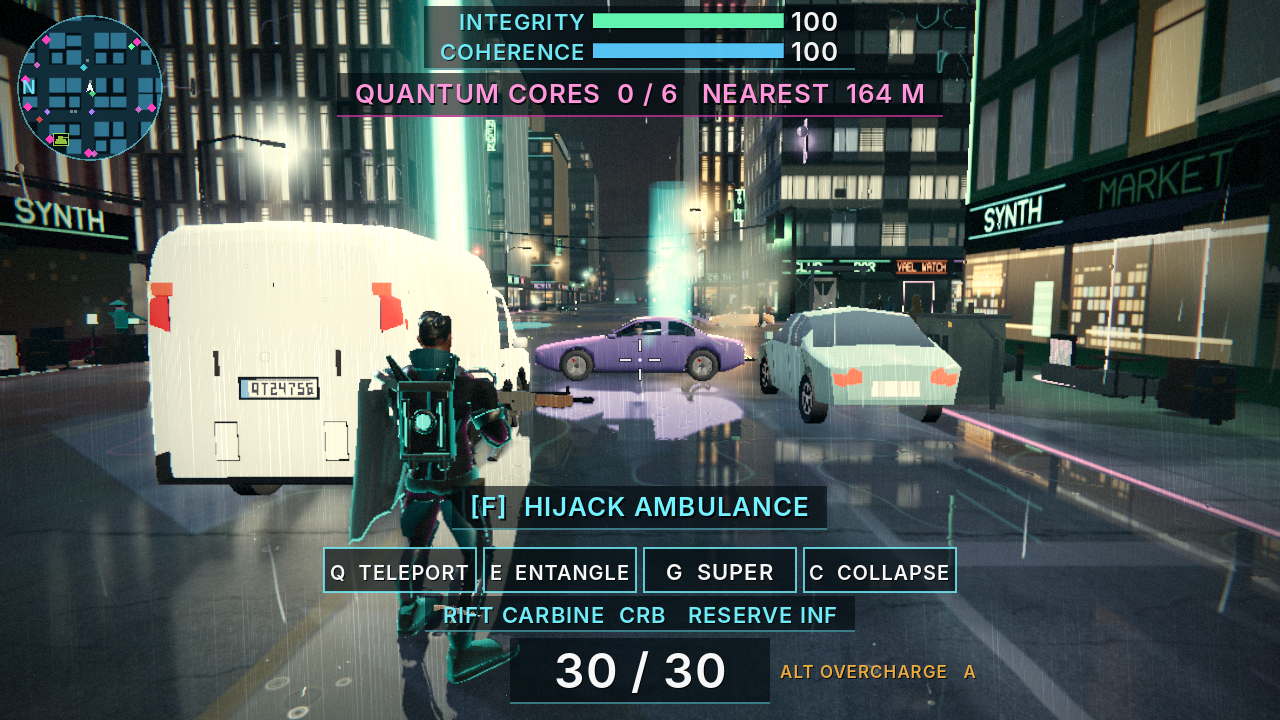 INTEGRITY 100
COHERENCE 100
QUANTUM CORES 0 / 6 NEAREST 164 M
N
SYNTH
SYNTH
MARKET
BAR
VAEL WATCH
[F] HIJACK AMBULANCE
Q TELEPORT
E ENTANGLE
G SUPER
C COLLAPSE
RIFT CARBINE CRB RESERVE INF
30 / 30
ALT OVERCHARGE A